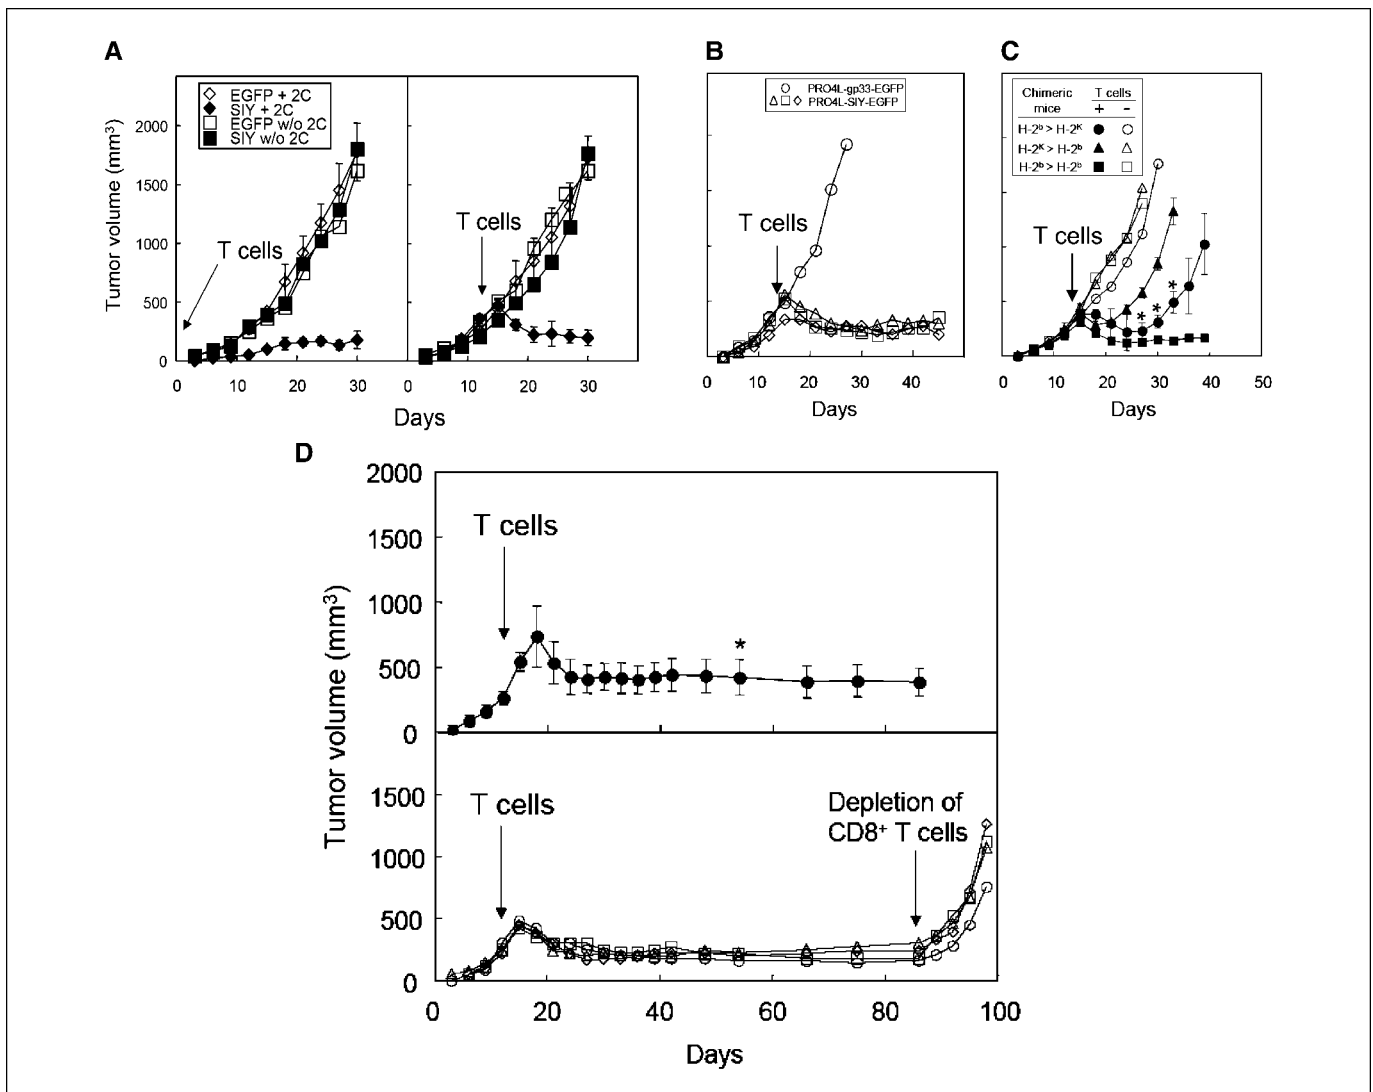 A
EGFP + 2C
SIY + 2C
EGFP w/o 2C
SIY w/o 2C
Tumor volume (mm³)
2000
1500
1000
500
0
T cells
T cells
0 10 20 30
0 10 20 30
Days
B
PRO4L-gp33-EGFP
PRO4L-SIY-EGFP
T cells
0 10 20 30 40
Days
C
Chimeric T cells
mice + −
H-2ᵇ > H-2ᴷ
H-2ᴷ > H-2ᵇ
H-2ᵇ > H-2ᵇ
T cells
* * *
0 10 20 30 40 50
Days
D
Tumor volume (mm³)
2000
1500
1000
500
0
T cells
*
1500
1000
500
0
T cells
Depletion of
CD8⁺ T cells
0 20 40 60 80 100
Days